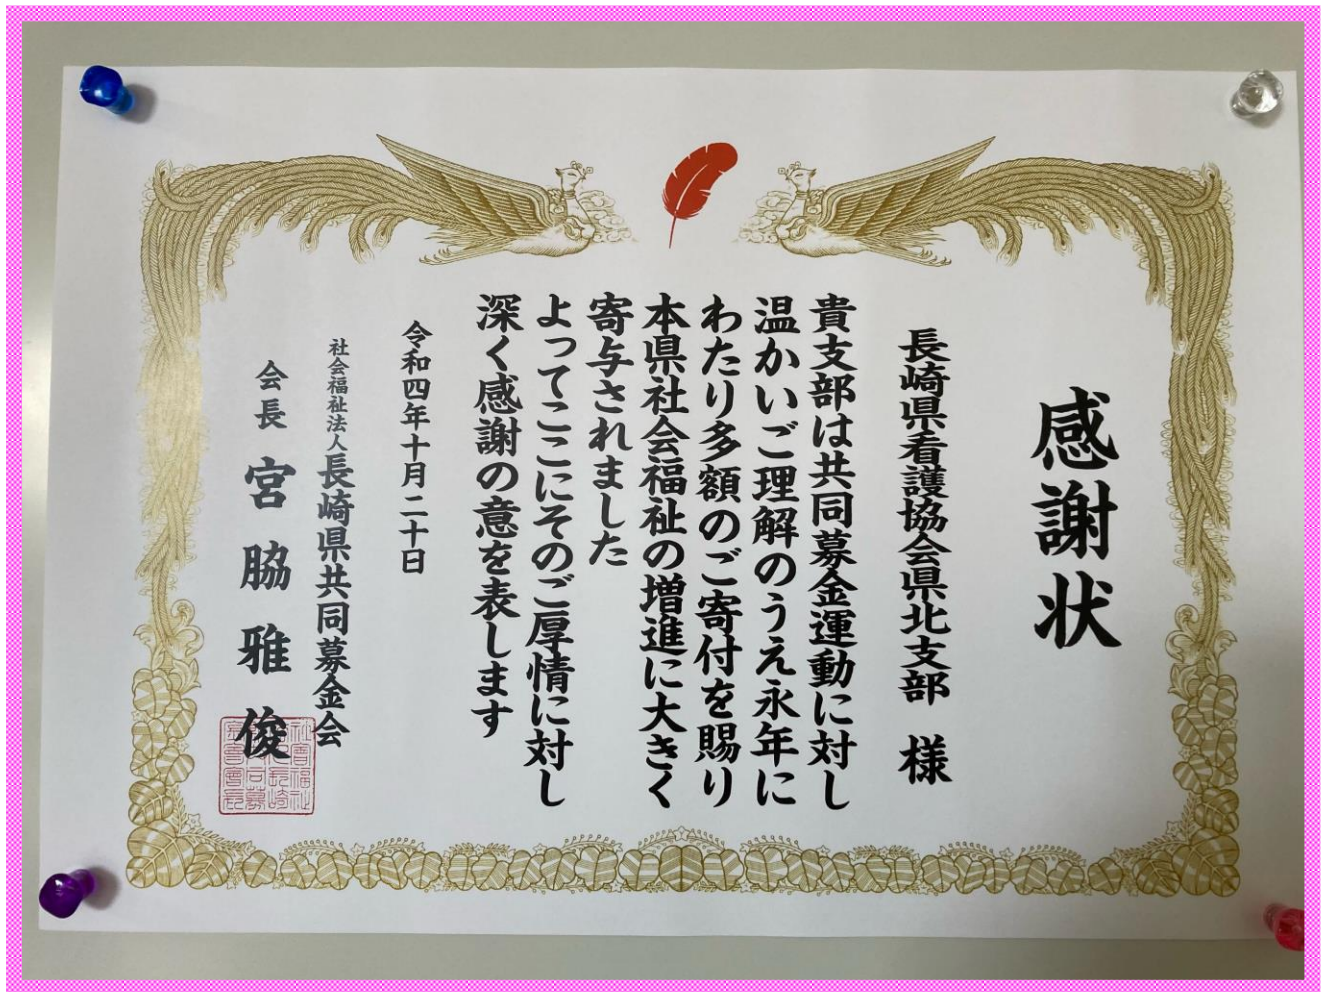 感謝状
長崎県看護協会県北支部 様
貴支部は共同募金運動に対し
温かいご理解のうえ永年に
わたり多額のご寄付を賜り
本県社会福祉の増進に大きく
寄与されました
よってここにそのご厚情に対し
深く感謝の意を表します
令和四年十月二十日
社会福祉法人長崎県共同募金会
会長 宮脇雅俊